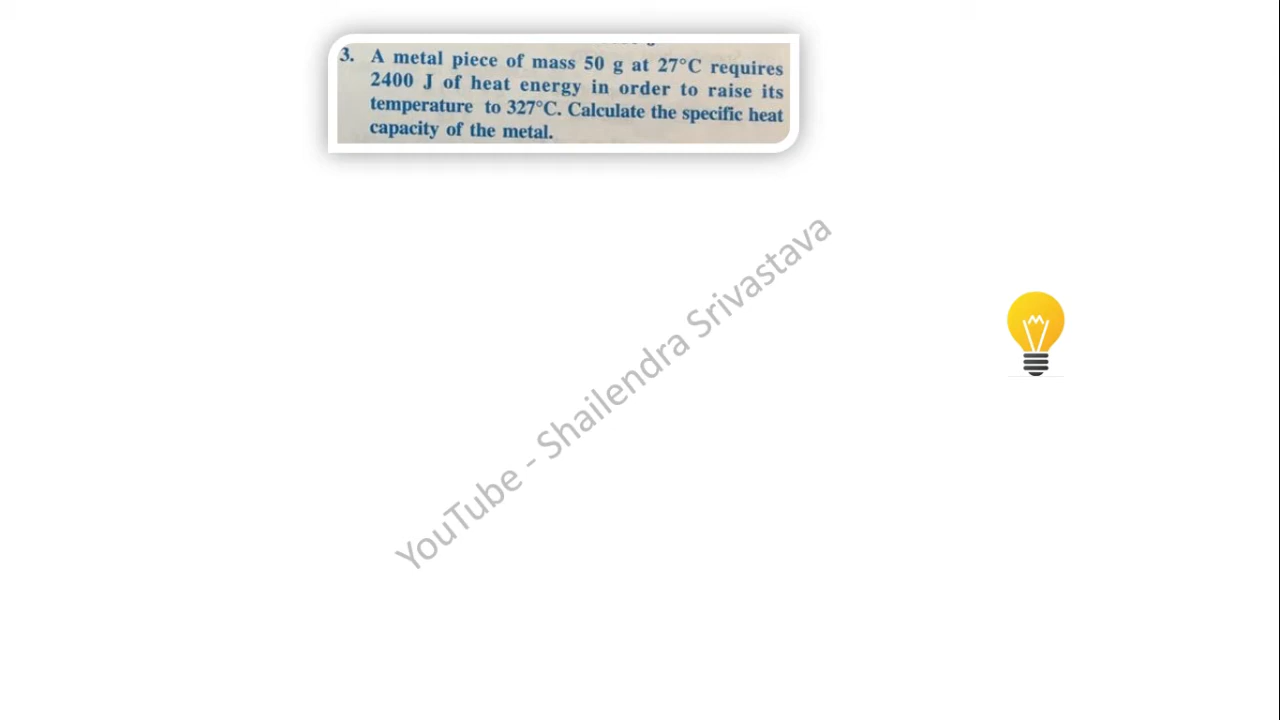 3. A metal piece of mass 50 g at 27°C requires
2400 J of heat energy in order to raise its
temperature to 327°C. Calculate the specific heat
capacity of the metal.
YouTube - Shailendra Srivastava